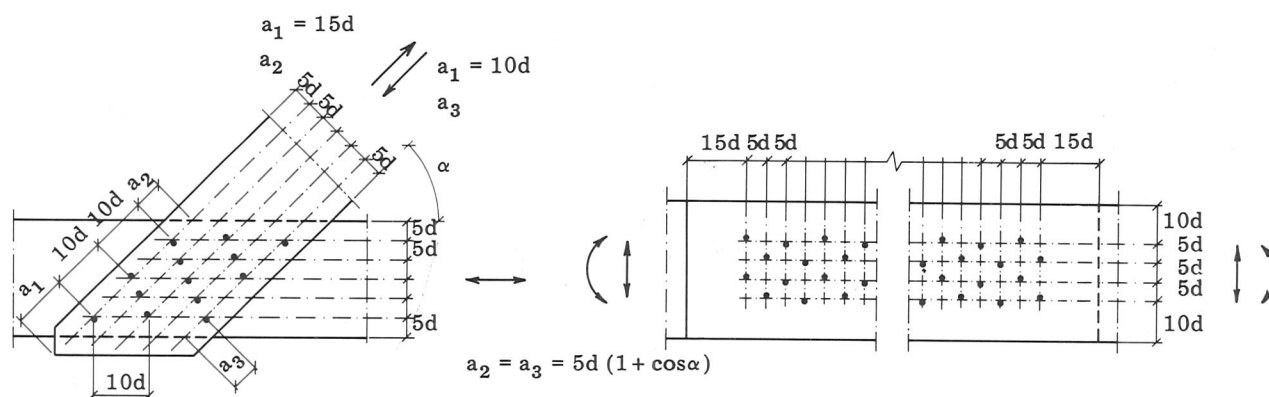 a₁ = 15d
a₂
a₁ = 10d
a₃
5d
5d
5d
α
a₂
10d
10d
a₁
5d
5d
5d
a₃
10d
a₂ = a₃ = 5d (1 + cosα)
15d 5d 5d
5d 5d 15d
10d
5d
5d
5d
10d